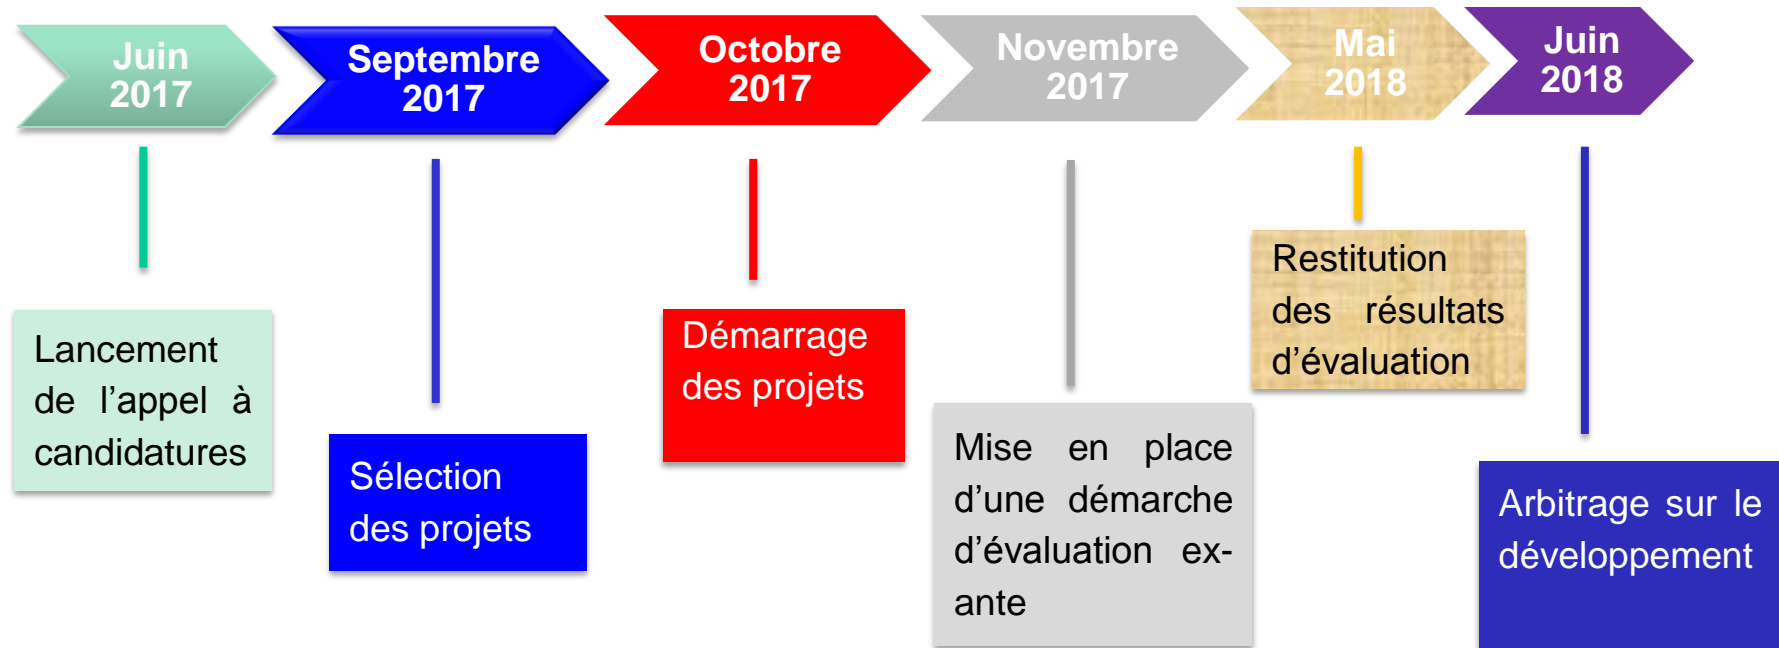 Juin
2017
Septembre
2017
Octobre
2017
Novembre
2017
Mai
2018
Juin
2018
Lancement
de l’appel à
candidatures
Sélection
des projets
Démarrage
des projets
Mise en place
d’une démarche
d’évaluation ex-
ante
Restitution
des résultats
d’évaluation
Arbitrage sur le
développement